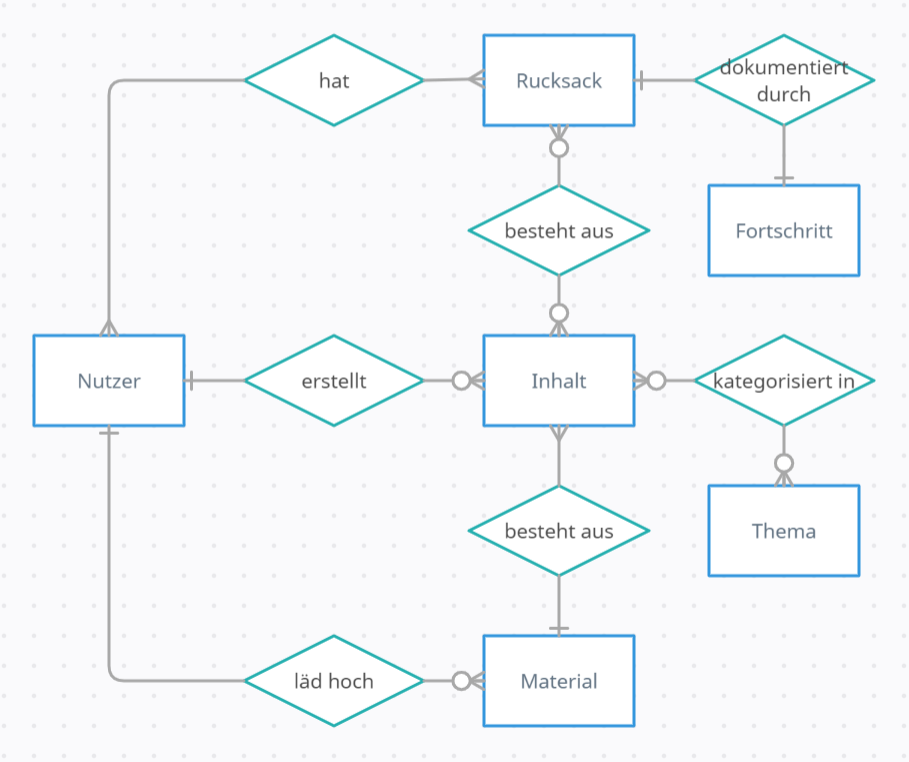 hat
Rucksack
dokumentiert
durch
besteht aus
Fortschritt
Nutzer
erstellt
Inhalt
kategorisiert in
besteht aus
Thema
läd hoch
Material